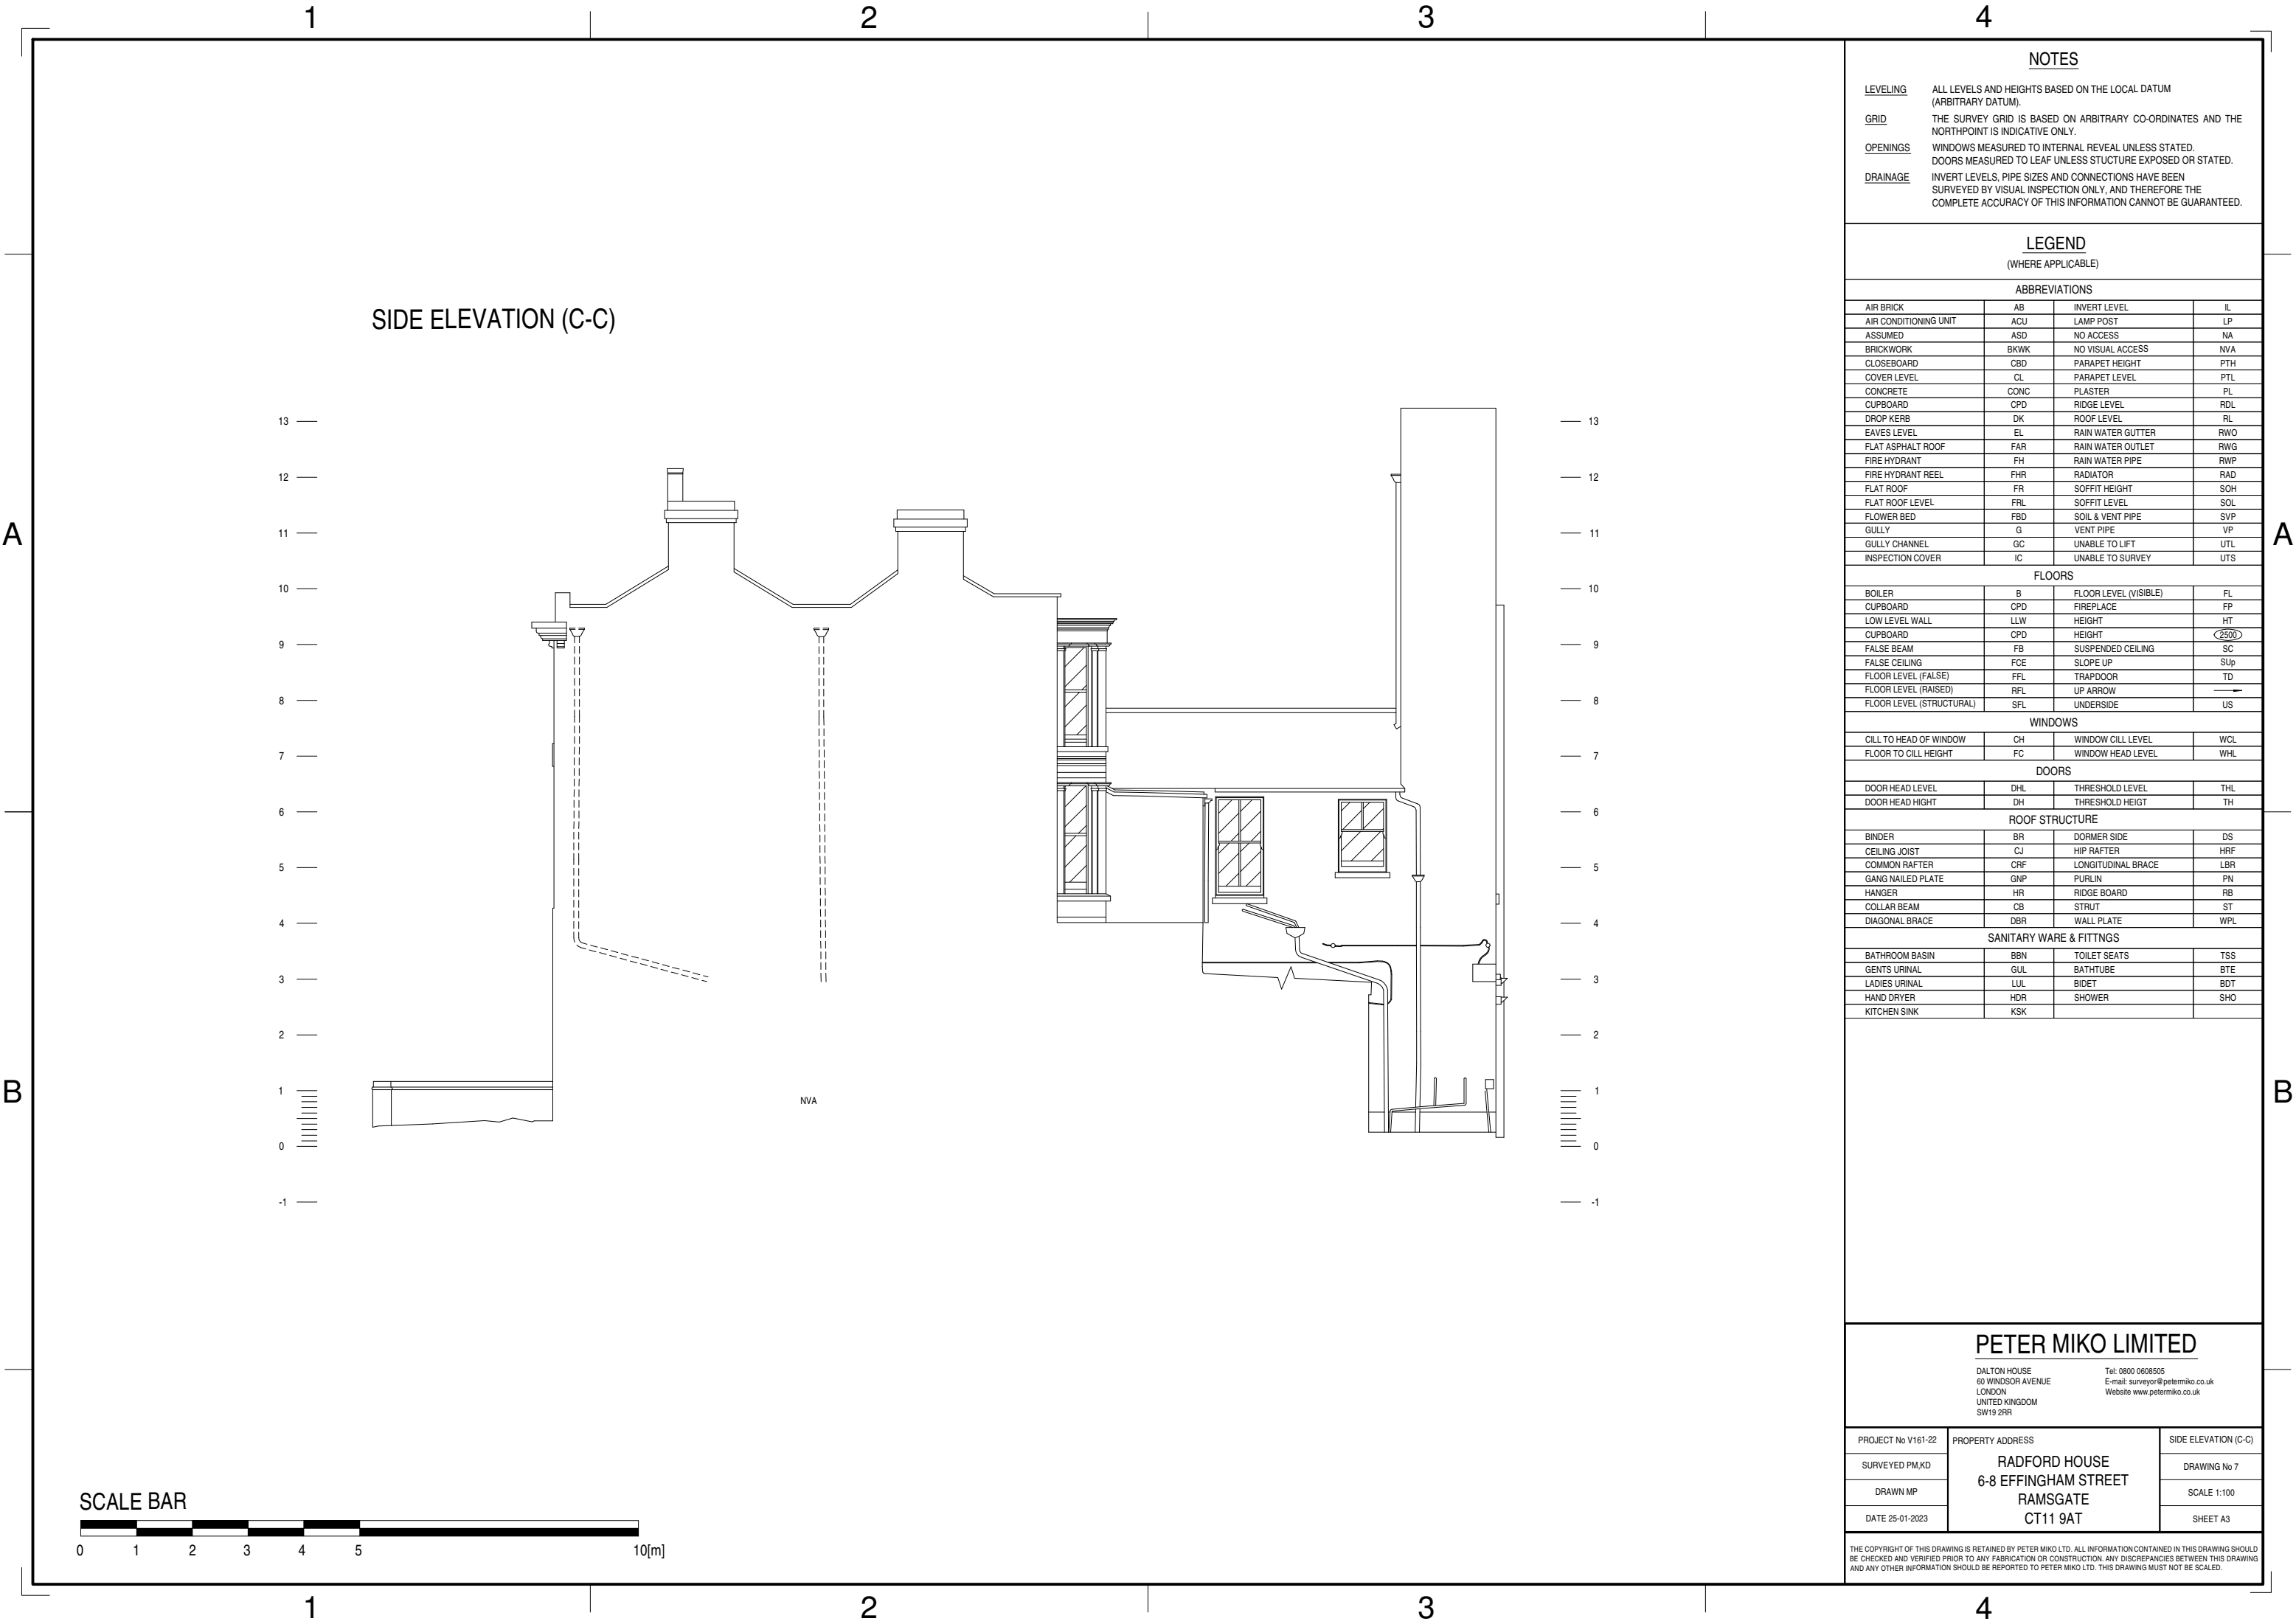 1 2 3 4
A A
B B
1 2 3 4
SIDE ELEVATION (C-C)
13 13
12 12
11 11
10 10
9 9
8 8
7 7
6 6
5 5
4 4
3 3
2 2
1 1
0 0
-1 -1
NVA
SCALE BAR
0 1 2 3 4 5 10[m]
NOTES
LEVELING ALL LEVELS AND HEIGHTS BASED ON THE LOCAL DATUM
(ARBITRARY DATUM).
GRID THE SURVEY GRID IS BASED ON ARBITRARY CO-ORDINATES AND THE
NORTHPOINT IS INDICATIVE ONLY.
OPENINGS WINDOWS MEASURED TO INTERNAL REVEAL UNLESS STATED.
DOORS MEASURED TO LEAF UNLESS STUCTURE EXPOSED OR STATED.
DRAINAGE INVERT LEVELS, PIPE SIZES AND CONNECTIONS HAVE BEEN
SURVEYED BY VISUAL INSPECTION ONLY, AND THEREFORE THE
COMPLETE ACCURACY OF THIS INFORMATION CANNOT BE GUARANTEED.
LEGEND
(WHERE APPLICABLE)
ABBREVIATIONS
AIR BRICK AB INVERT LEVEL IL
AIR CONDITIONING UNIT ACU LAMP POST LP
ASSUMED ASD NO ACCESS NA
BRICKWORK BKWK NO VISUAL ACCESS NVA
CLOSEBOARD CBD PARAPET HEIGHT PTH
COVER LEVEL CL PARAPET LEVEL PTL
CONCRETE CONC PLASTER PL
CUPBOARD CPD RIDGE LEVEL RDL
DROP KERB DK ROOF LEVEL RL
EAVES LEVEL EL RAIN WATER GUTTER RWO
FLAT ASPHALT ROOF FAR RAIN WATER OUTLET RWG
FIRE HYDRANT FH RAIN WATER PIPE RWP
FIRE HYDRANT REEL FHR RADIATOR RAD
FLAT ROOF FR SOFFIT HEIGHT SOH
FLAT ROOF LEVEL FRL SOFFIT LEVEL SOL
FLOWER BED FBD SOIL & VENT PIPE SVP
GULLY G VENT PIPE VP
GULLY CHANNEL GC UNABLE TO LIFT UTL
INSPECTION COVER IC UNABLE TO SURVEY UTS
FLOORS
BOILER B FLOOR LEVEL (VISIBLE) FL
CUPBOARD CPD FIREPLACE FP
LOW LEVEL WALL LLW HEIGHT HT
CUPBOARD CPD HEIGHT 2500
FALSE BEAM FB SUSPENDED CEILING SC
FALSE CEILING FCE SLOPE UP SUp
FLOOR LEVEL (FALSE) FFL TRAPDOOR TD
FLOOR LEVEL (RAISED) RFL UP ARROW
FLOOR LEVEL (STRUCTURAL) SFL UNDERSIDE US
WINDOWS
CILL TO HEAD OF WINDOW CH WINDOW CILL LEVEL WCL
FLOOR TO CILL HEIGHT FC WINDOW HEAD LEVEL WHL
DOORS
DOOR HEAD LEVEL DHL THRESHOLD LEVEL THL
DOOR HEAD HIGHT DH THRESHOLD HEIGT TH
ROOF STRUCTURE
BINDER BR DORMER SIDE DS
CEILING JOIST CJ HIP RAFTER HRF
COMMON RAFTER CRF LONGITUDINAL BRACE LBR
GANG NAILED PLATE GNP PURLIN PN
HANGER HR RIDGE BOARD RB
COLLAR BEAM CB STRUT ST
DIAGONAL BRACE DBR WALL PLATE WPL
SANITARY WARE & FITTNGS
BATHROOM BASIN BBN TOILET SEATS TSS
GENTS URINAL GUL BATHTUBE BTE
LADIES URINAL LUL BIDET BDT
HAND DRYER HDR SHOWER SHO
KITCHEN SINK KSK
PETER MIKO LIMITED
DALTON HOUSE Tel: 0800 0608505
60 WINDSOR AVENUE E-mail: surveyor@petermiko.co.uk
LONDON Website www.petermiko.co.uk
UNITED KINGDOM
SW19 2RR
PROJECT No V161-22 PROPERTY ADDRESS SIDE ELEVATION (C-C)
SURVEYED PM,KD RADFORD HOUSE DRAWING No 7
6-8 EFFINGHAM STREET
DRAWN MP RAMSGATE SCALE 1:100
DATE 25-01-2023 CT11 9AT SHEET A3
THE COPYRIGHT OF THIS DRAWING IS RETAINED BY PETER MIKO LTD. ALL INFORMATION CONTAINED IN THIS DRAWING SHOULD
BE CHECKED AND VERIFIED PRIOR TO ANY FABRICATION OR CONSTRUCTION. ANY DISCREPANCIES BETWEEN THIS DRAWING
AND ANY OTHER INFORMATION SHOULD BE REPORTED TO PETER MIKO LTD. THIS DRAWING MUST NOT BE SCALED.